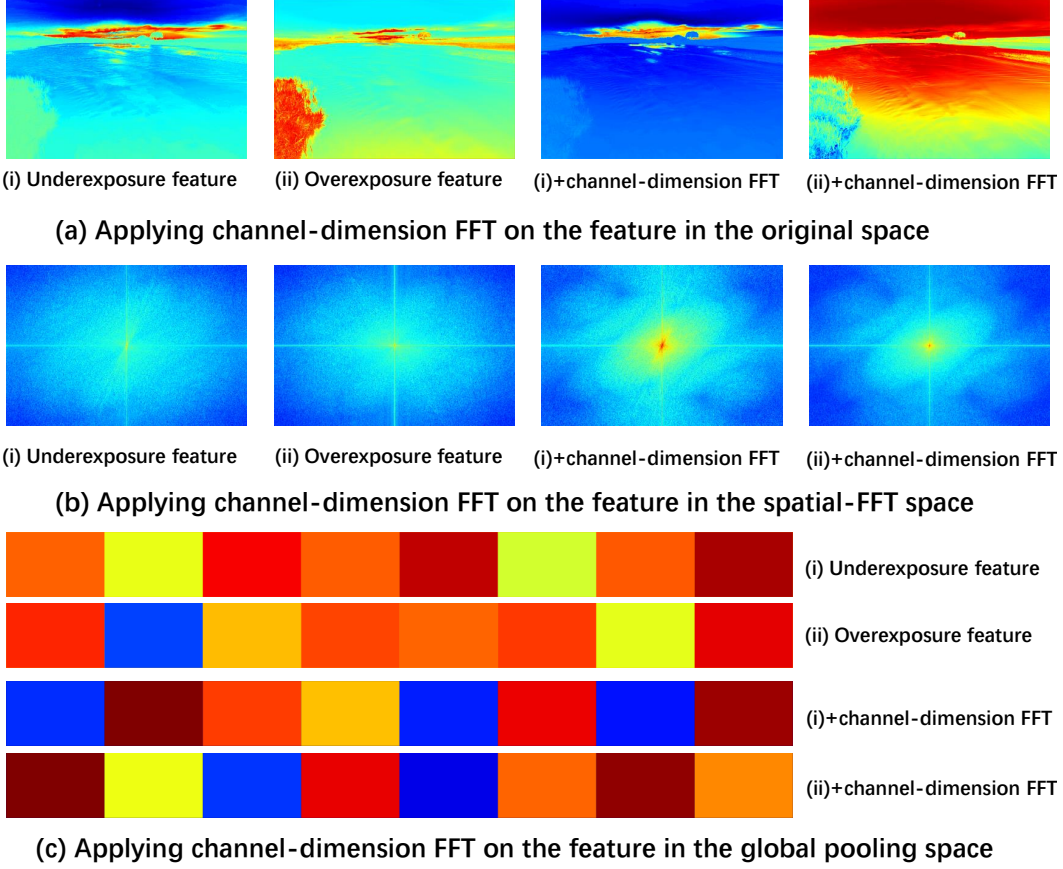 (i) Underexposure feature
(ii) Overexposure feature
(i)+channel-dimension FFT
(ii)+channel-dimension FFT
(a) Applying channel-dimension FFT on the feature in the original space
(i) Underexposure feature
(ii) Overexposure feature
(i)+channel-dimension FFT
(ii)+channel-dimension FFT
(b) Applying channel-dimension FFT on the feature in the spatial-FFT space
(i) Underexposure feature
(ii) Overexposure feature
(i)+channel-dimension FFT
(ii)+channel-dimension FFT
(c) Applying channel-dimension FFT on the feature in the global pooling space